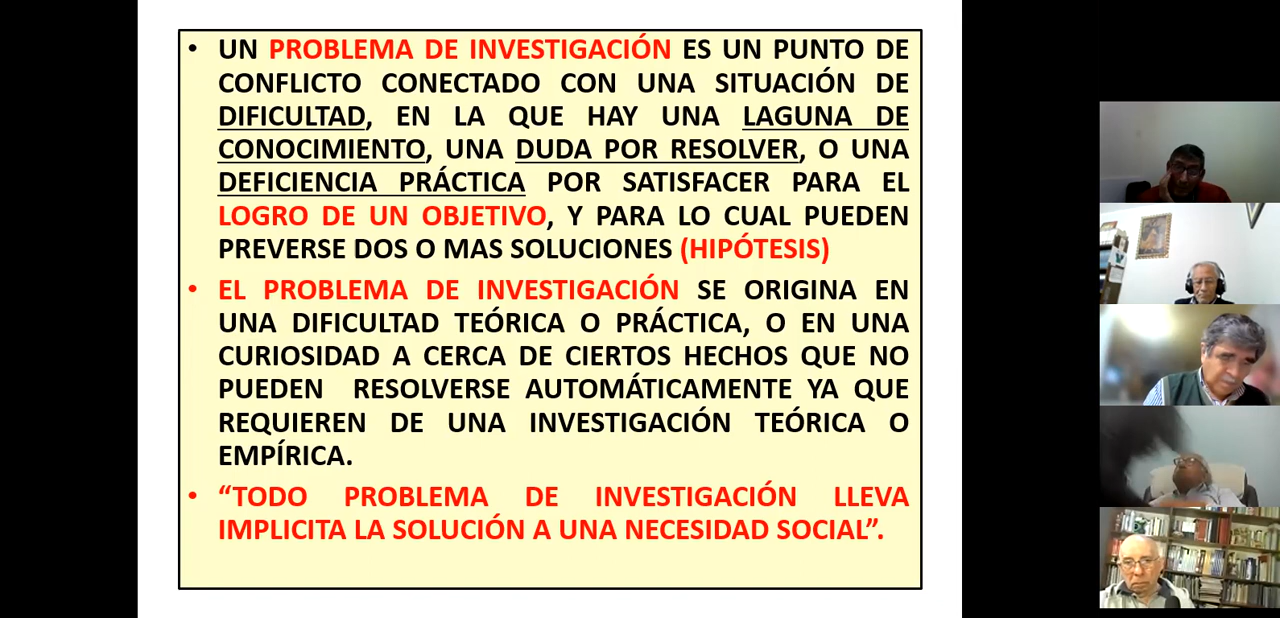 • UN PROBLEMA DE INVESTIGACIÓN ES UN PUNTO DE
CONFLICTO CONECTADO CON UNA SITUACIÓN DE
DIFICULTAD, EN LA QUE HAY UNA LAGUNA DE
CONOCIMIENTO, UNA DUDA POR RESOLVER, O UNA
DEFICIENCIA PRÁCTICA POR SATISFACER PARA EL
LOGRO DE UN OBJETIVO, Y PARA LO CUAL PUEDEN
PREVERSE DOS O MAS SOLUCIONES (HIPÓTESIS)
• EL PROBLEMA DE INVESTIGACIÓN SE ORIGINA EN
UNA DIFICULTAD TEÓRICA O PRÁCTICA, O EN UNA
CURIOSIDAD A CERCA DE CIERTOS HECHOS QUE NO
PUEDEN RESOLVERSE AUTOMÁTICAMENTE YA QUE
REQUIEREN DE UNA INVESTIGACIÓN TEÓRICA O
EMPÍRICA.
• “TODO PROBLEMA DE INVESTIGACIÓN LLEVA
IMPLICITA LA SOLUCIÓN A UNA NECESIDAD SOCIAL”.